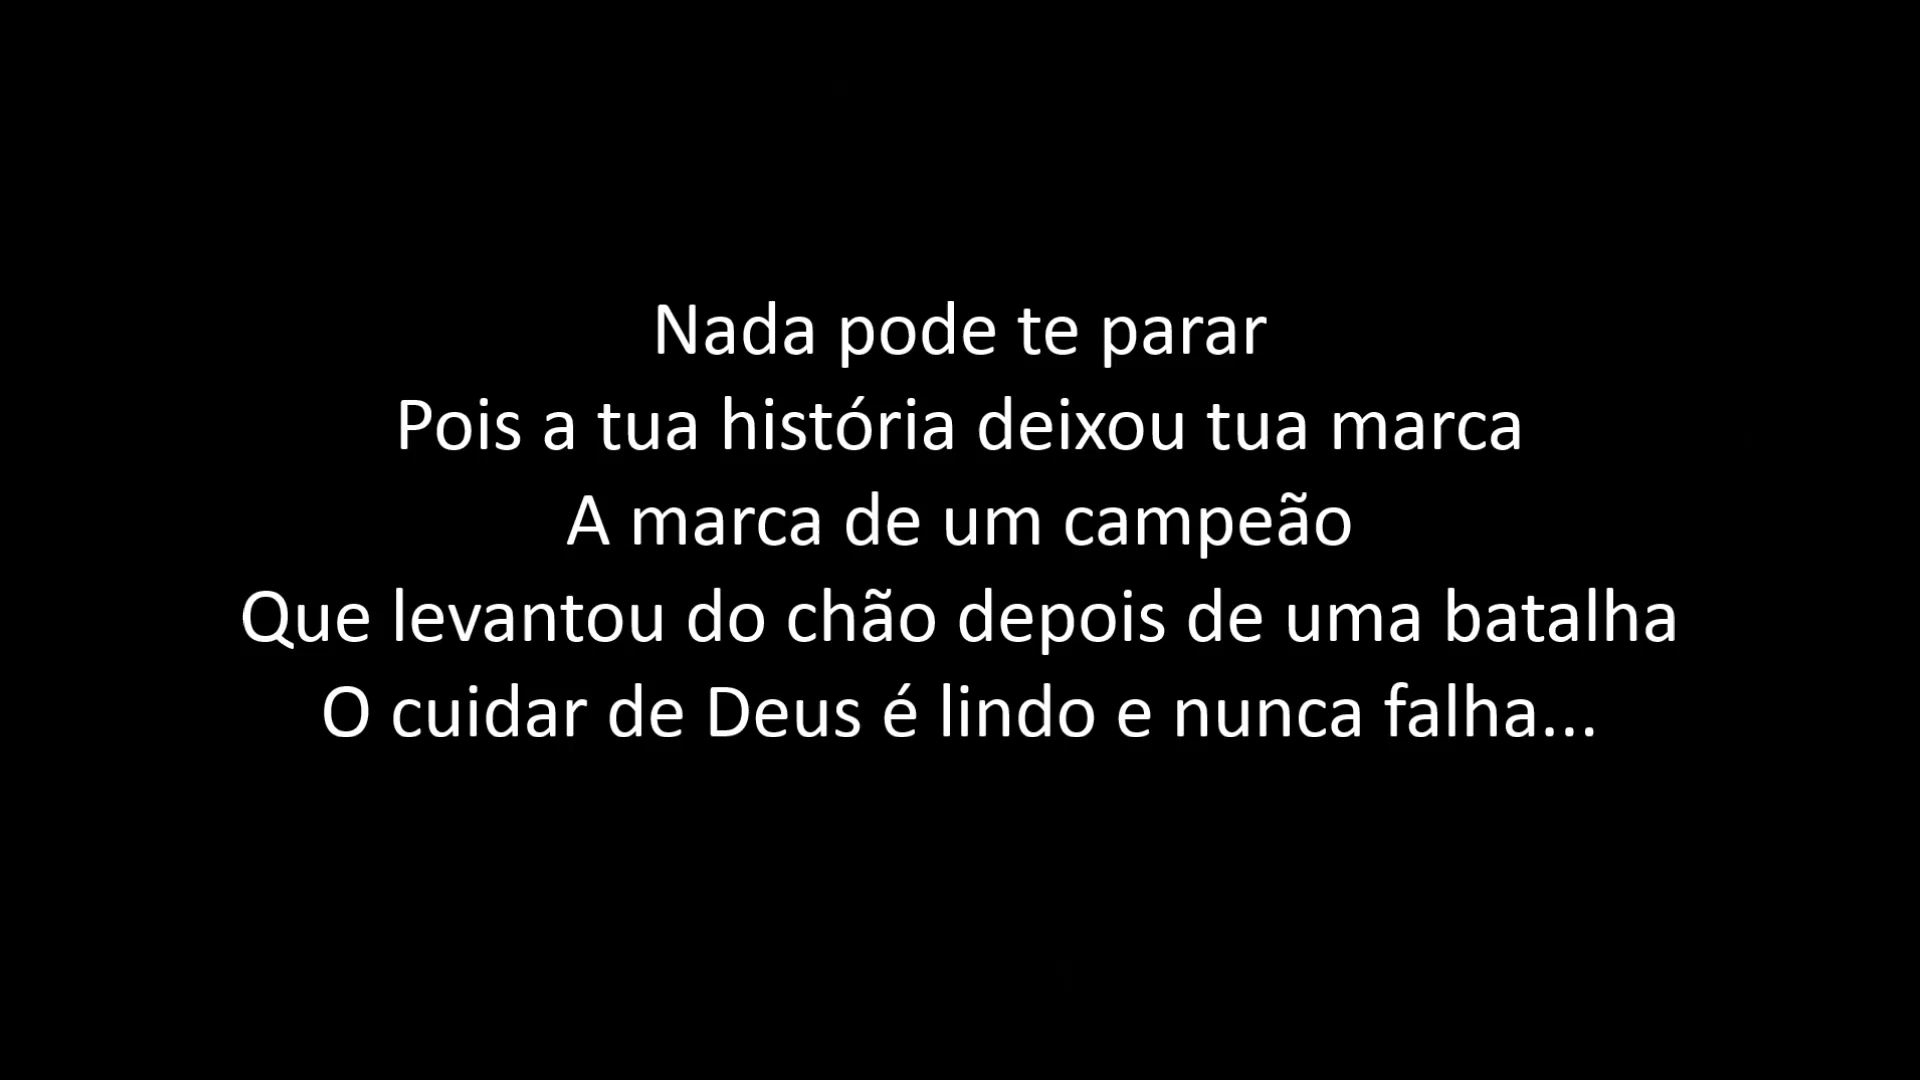 Nada pode te parar
Pois a tua história deixou tua marca
A marca de um campeão
Que levantou do chão depois de uma batalha
O cuidar de Deus é lindo e nunca falha...